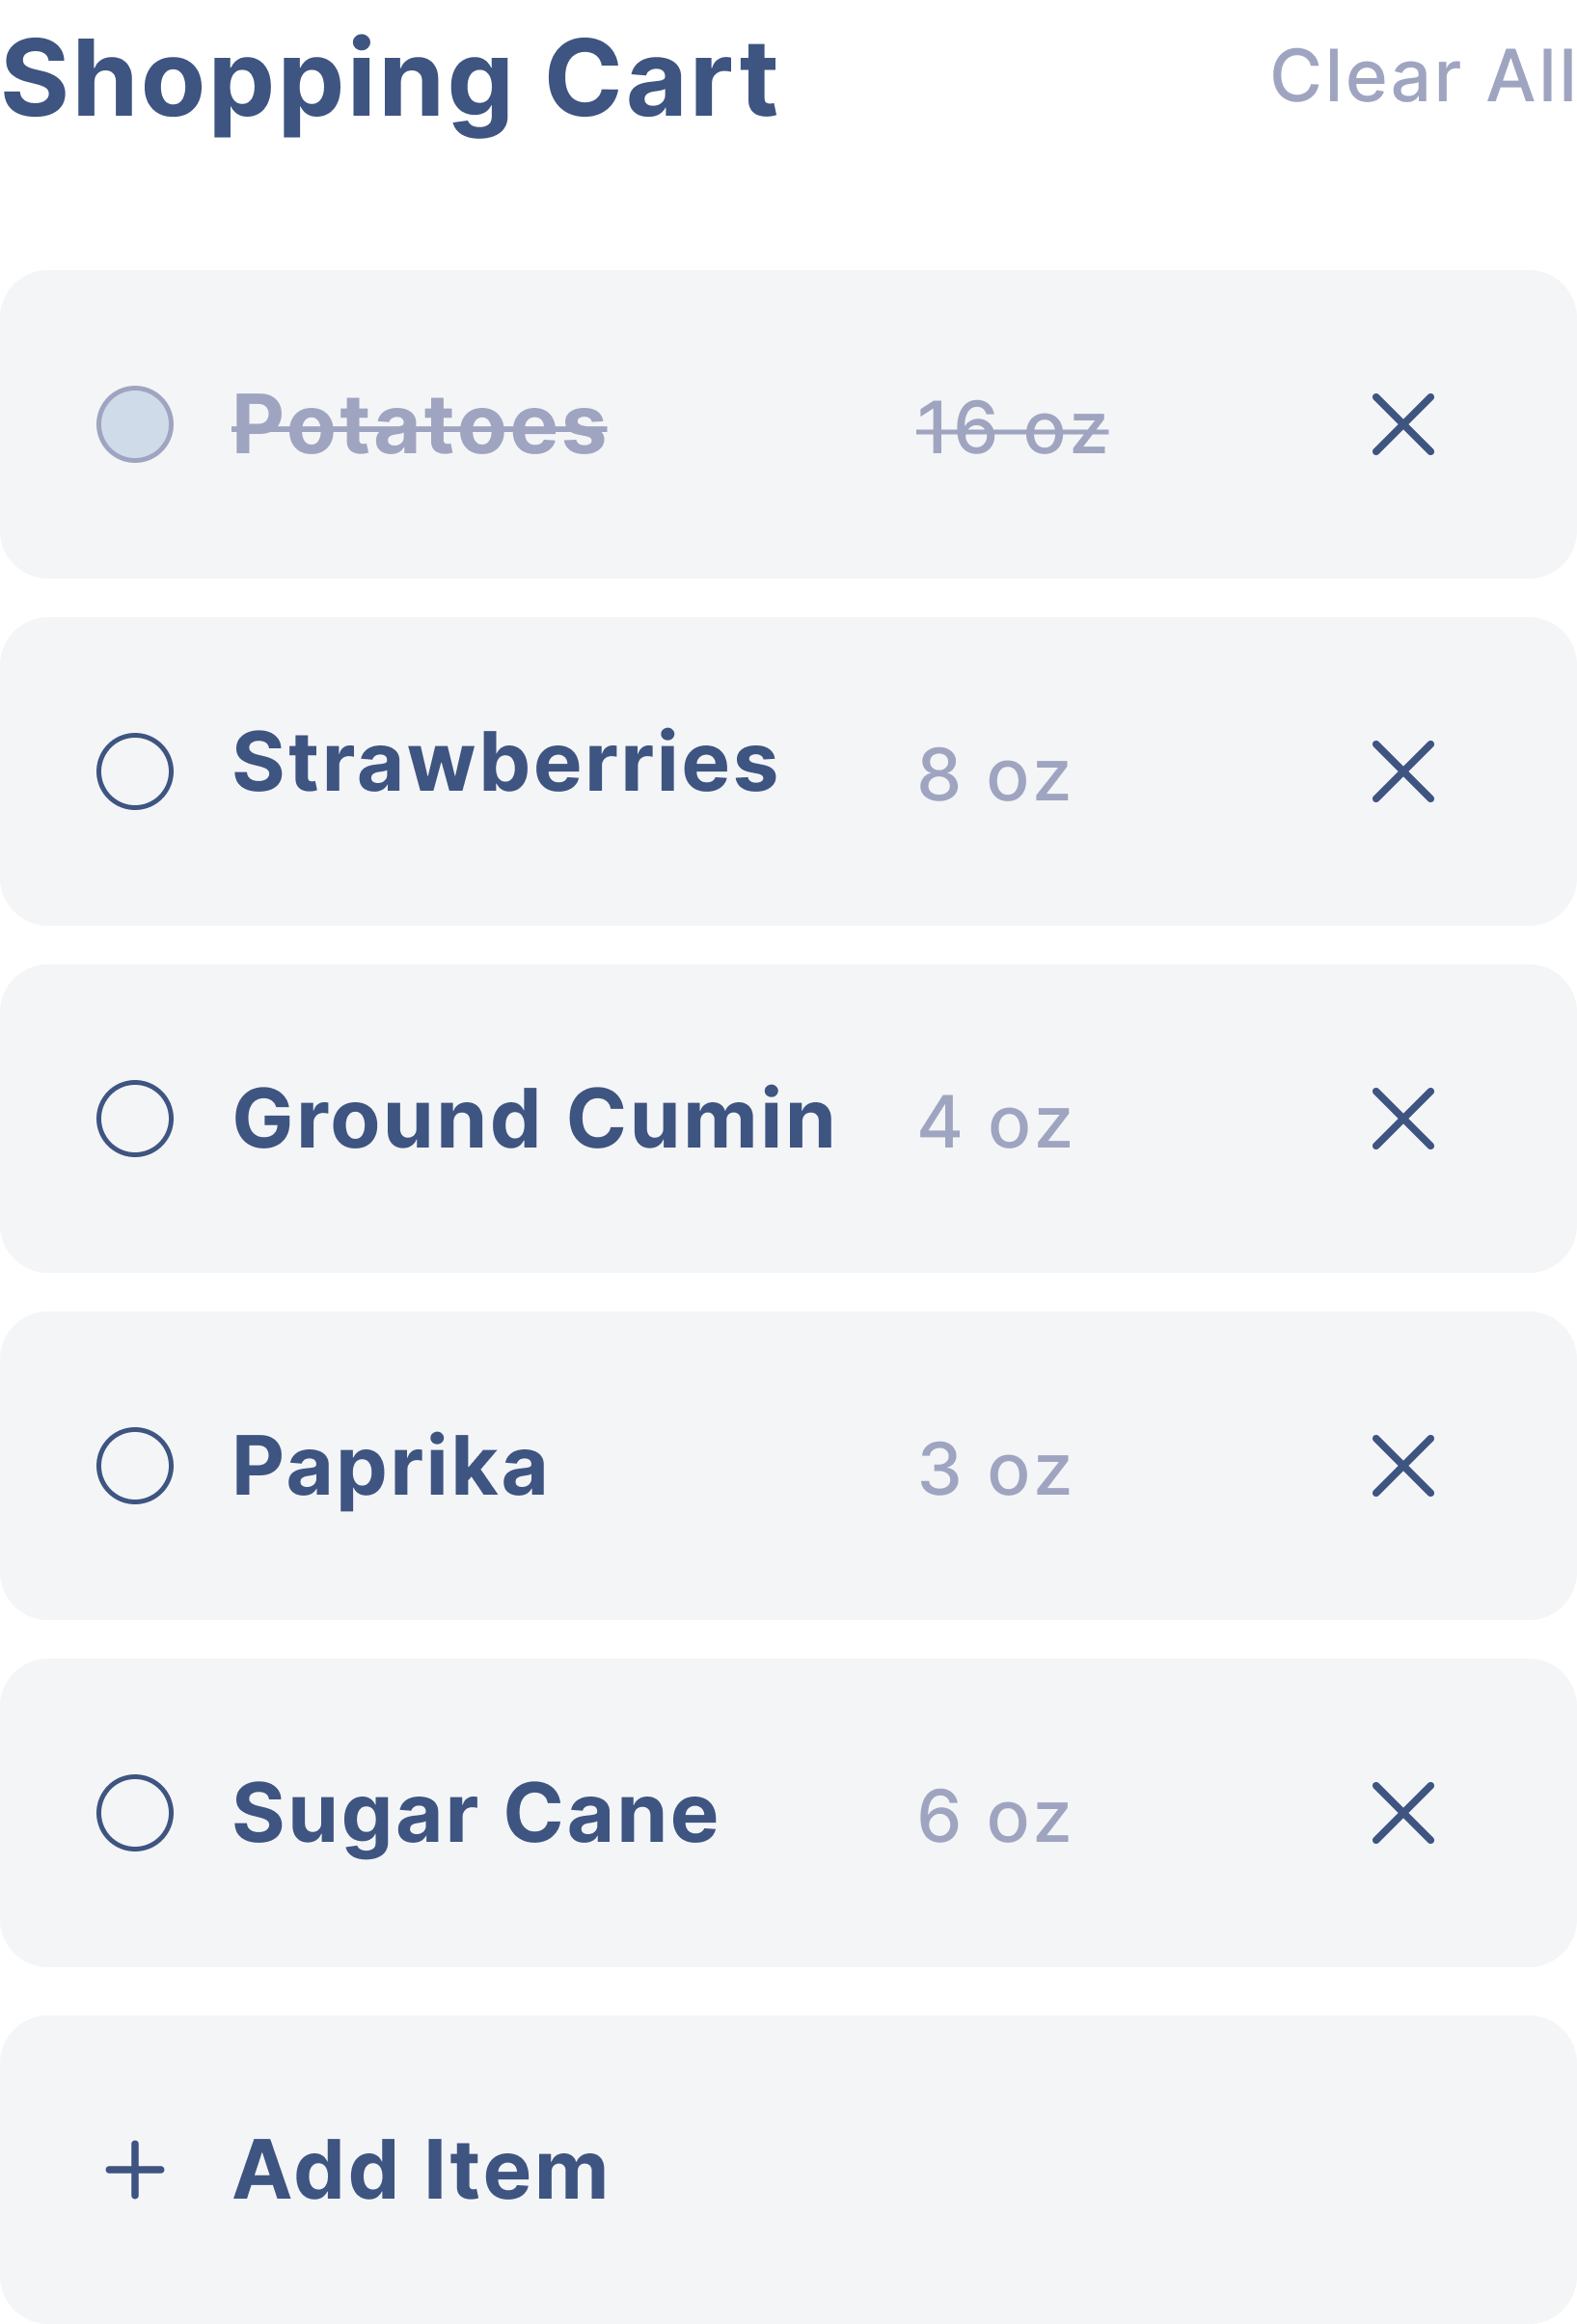 Shopping Cart Clear All
Potatoes 16 oz
Strawberries 8 oz
Ground Cumin 4 oz
Paprika 3 oz
Sugar Cane 6 oz
Add Item